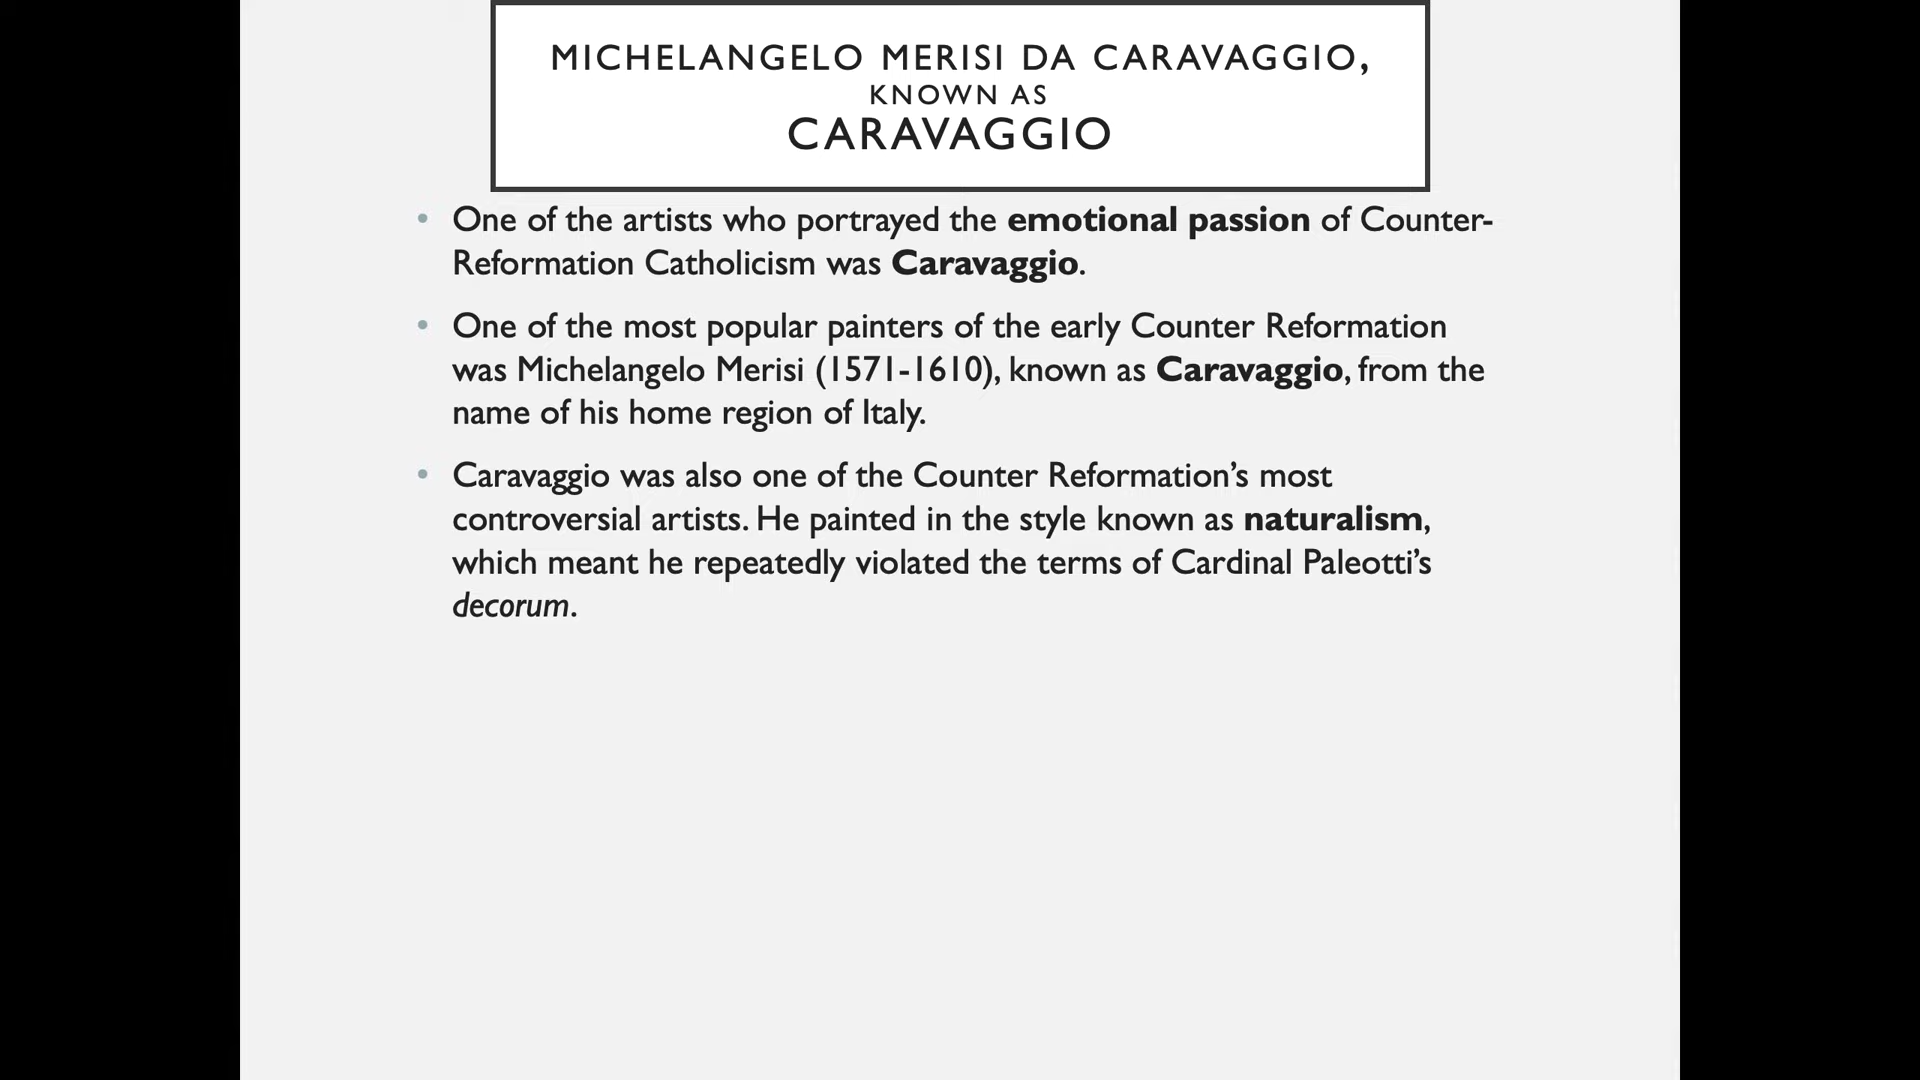 MICHELANGELO MERISI DA CARAVAGGIO,
KNOWN AS
CARAVAGGIO
• One of the artists who portrayed the emotional passion of Counter-
Reformation Catholicism was Caravaggio.
• One of the most popular painters of the early Counter Reformation
was Michelangelo Merisi (1571-1610), known as Caravaggio, from the
name of his home region of Italy.
• Caravaggio was also one of the Counter Reformation’s most
controversial artists. He painted in the style known as naturalism,
which meant he repeatedly violated the terms of Cardinal Paleotti’s
decorum.